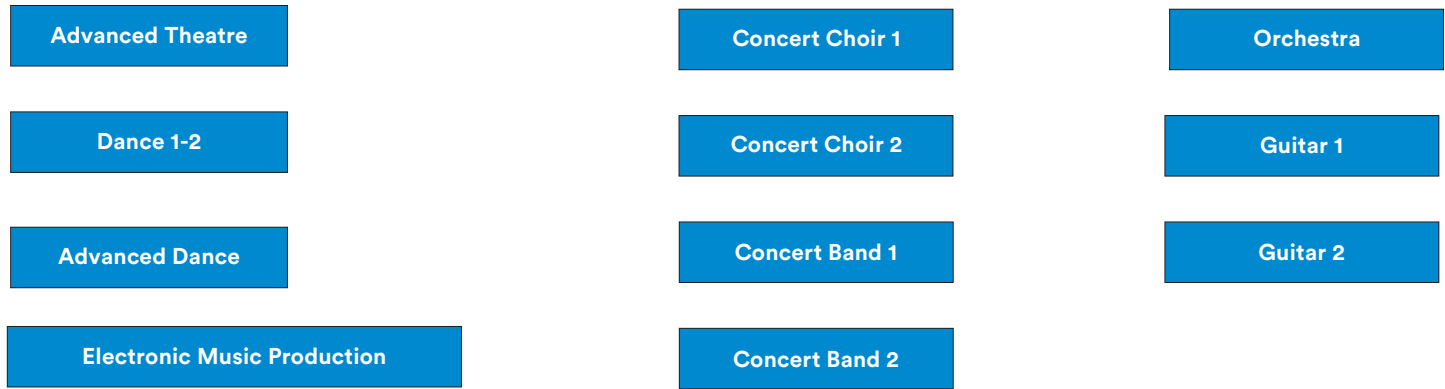 Advanced Theatre
Dance 1-2
Advanced Dance
Electronic Music Production
Concert Choir 1
Concert Choir 2
Concert Band 1
Concert Band 2
Orchestra
Guitar 1
Guitar 2